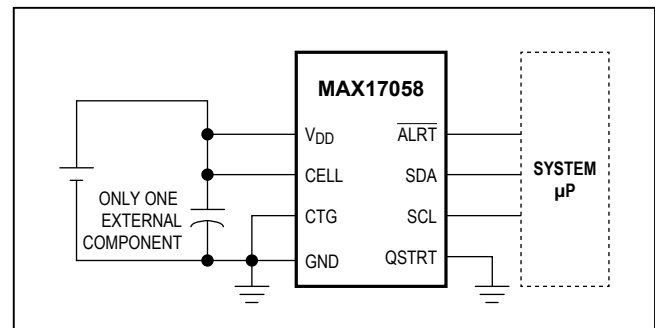 MAX17058
VDD
CELL
CTG
GND
ALRT
SDA
SCL
QSTRT
ONLY ONE
EXTERNAL
COMPONENT
SYSTEM
µP